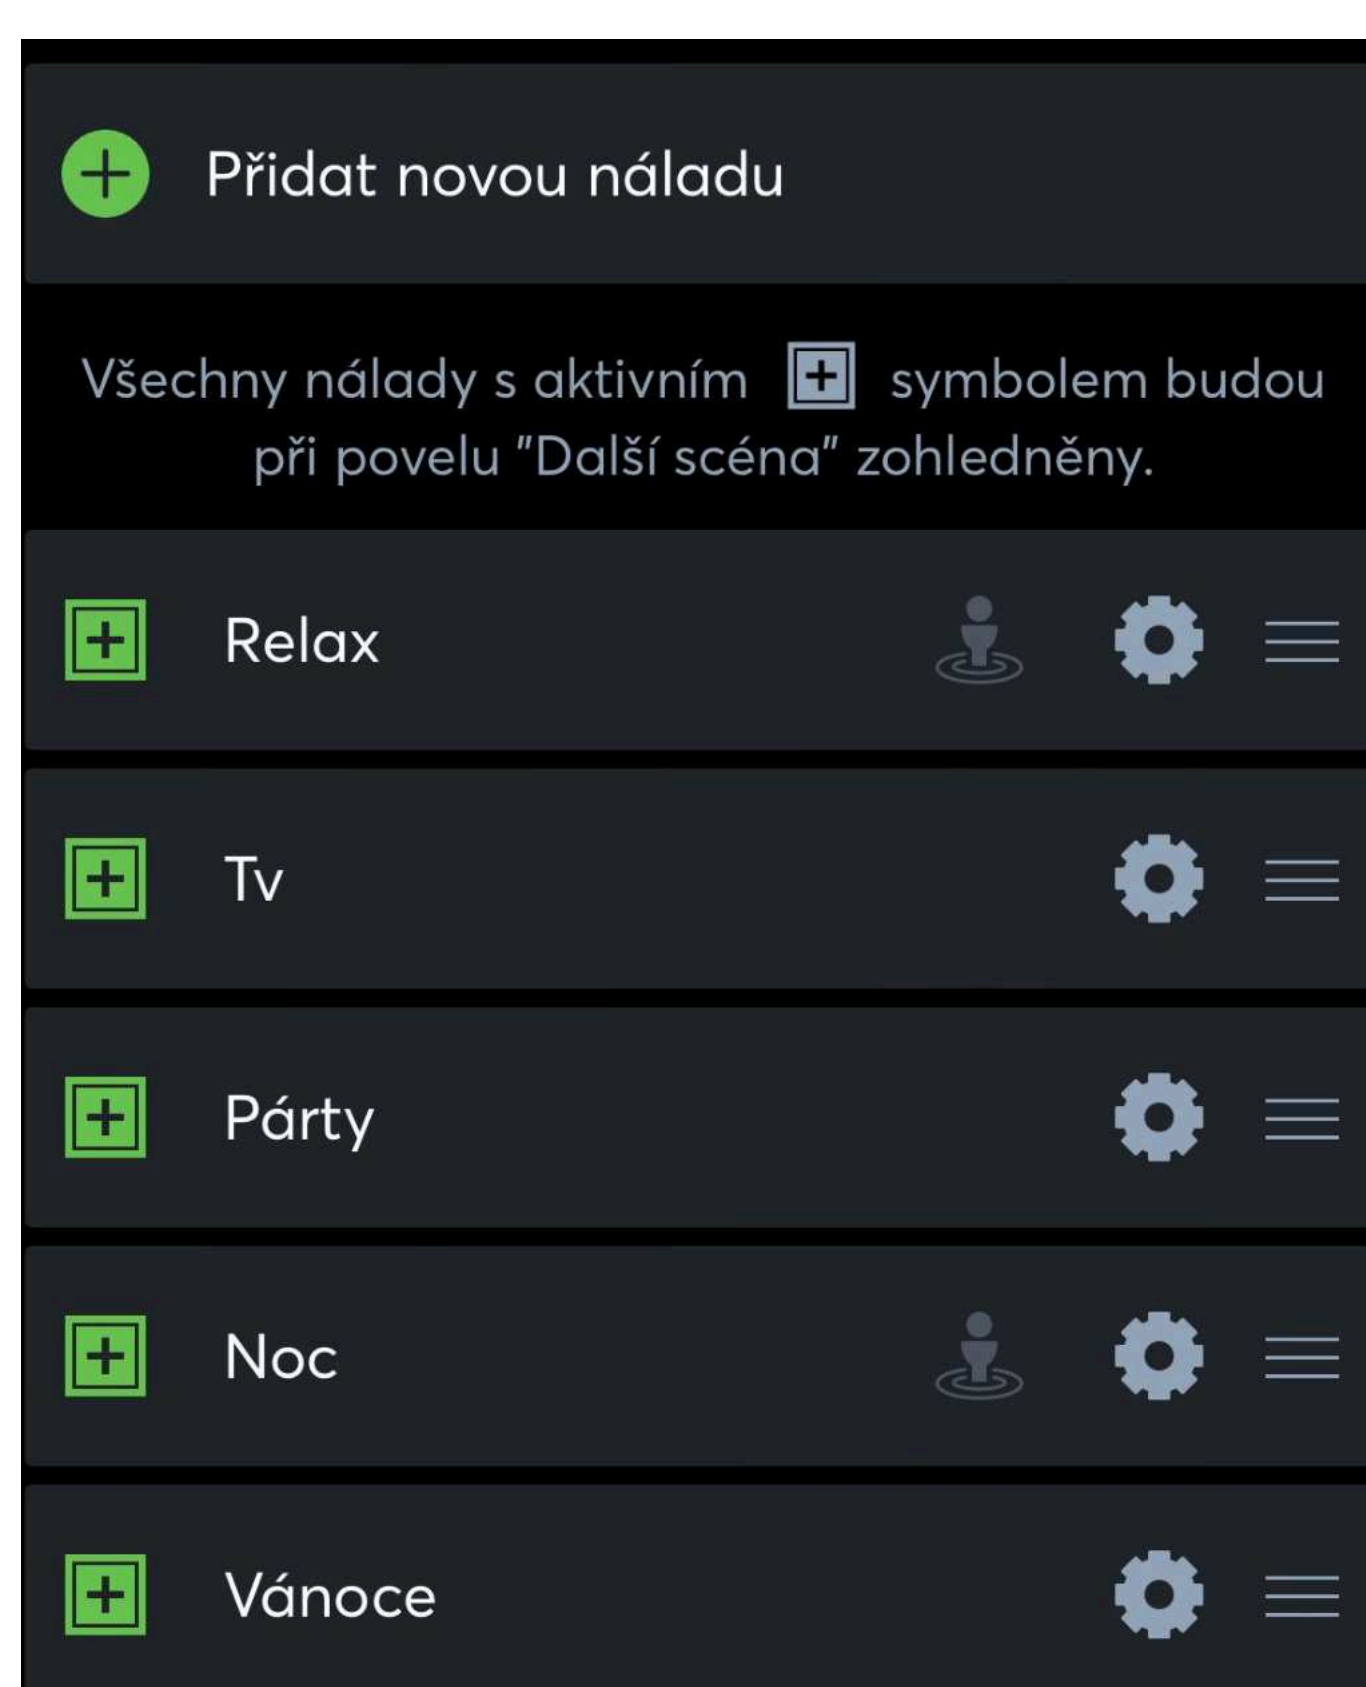 Přidat novou náladu
Všechny nálady s aktivním symbolem budou
při povelu "Další scéna" zohledněny.
Relax
Tv
Párty
Noc
Vánoce